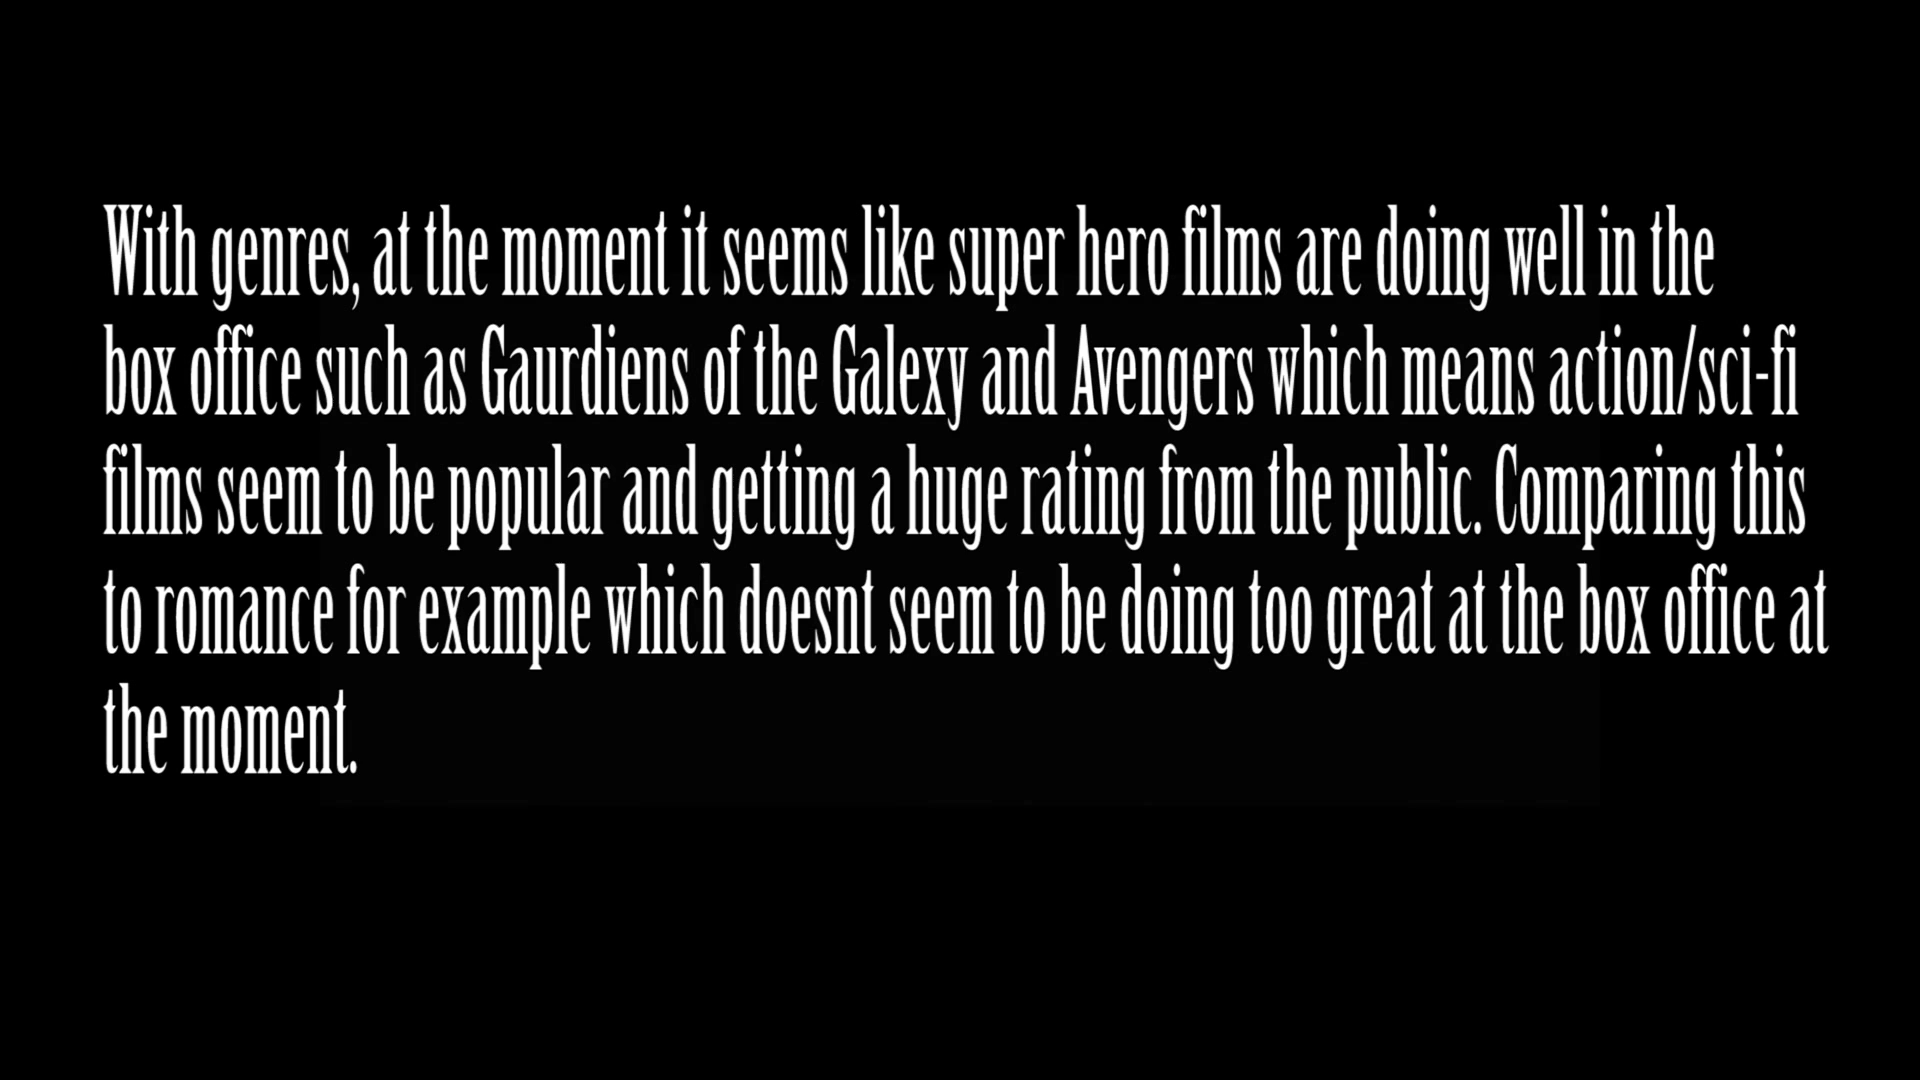 With genres, at the moment it seems like super hero films are doing well in the
box office such as Gaurdiens of the Galexy and Avengers which means action/sci-fi
films seem to be popular and getting a huge rating from the public. Comparing this
to romance for example which doesnt seem to be doing too great at the box office at
the moment.